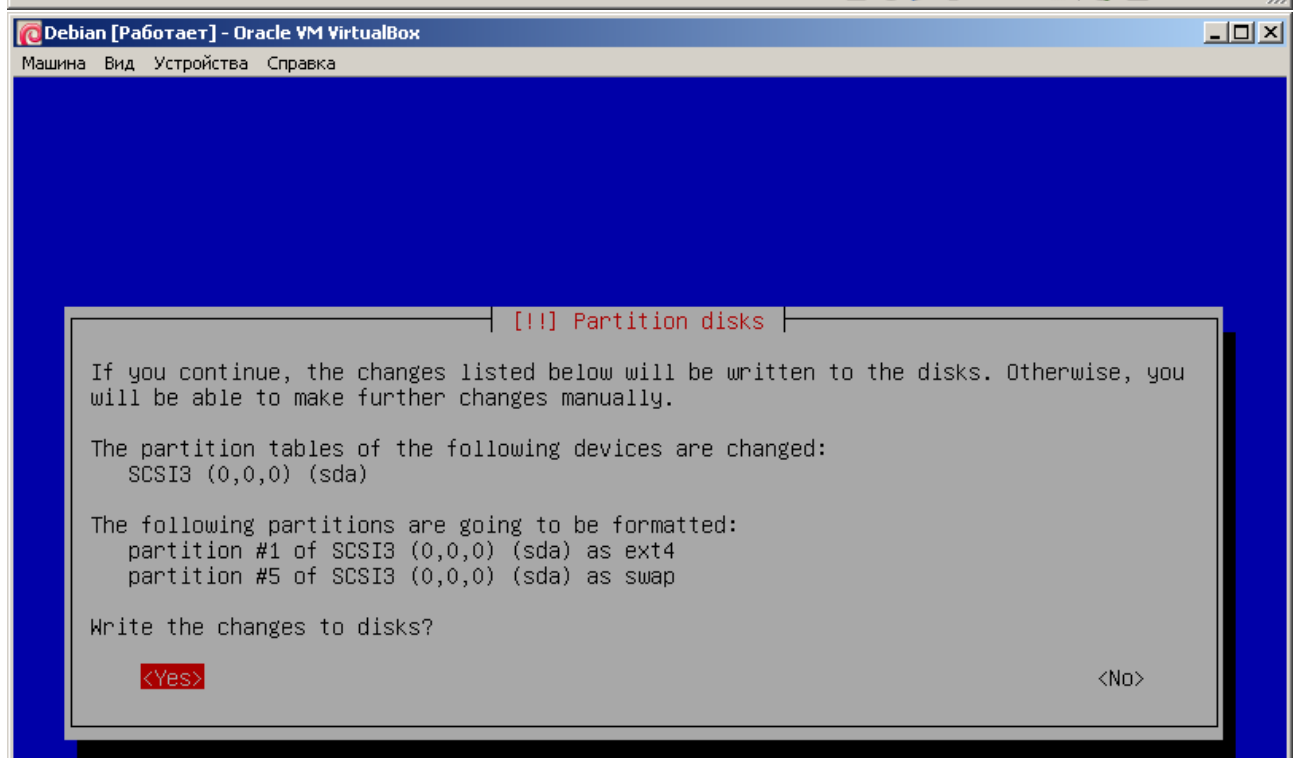 Debian [Работает] - Oracle VM VirtualBox
Машина Вид Устройства Справка
[!!] Partition disks
If you continue, the changes listed below will be written to the disks. Otherwise, you
will be able to make further changes manually.
The partition tables of the following devices are changed:
SCSI3 (0,0,0) (sda)
The following partitions are going to be formatted:
partition #1 of SCSI3 (0,0,0) (sda) as ext4
partition #5 of SCSI3 (0,0,0) (sda) as swap
Write the changes to disks?
<Yes> <No>